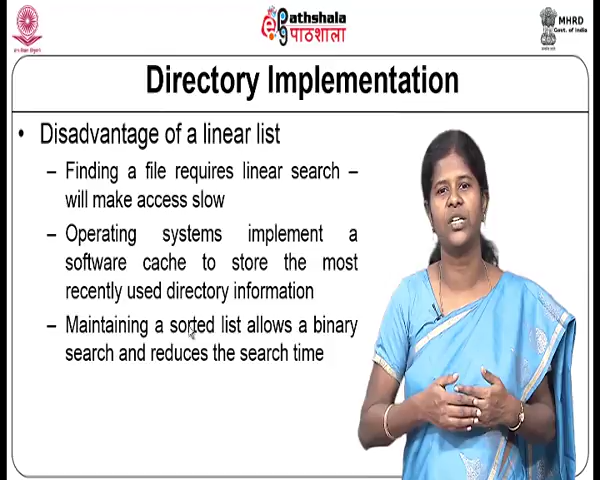 ePathshala
पाठशाला
MHRD
Govt. of India
Directory Implementation
• Disadvantage of a linear list
– Finding a file requires linear search –
will make access slow
– Operating systems implement a
software cache to store the most
recently used directory information
– Maintaining a sorted list allows a binary
search and reduces the search time